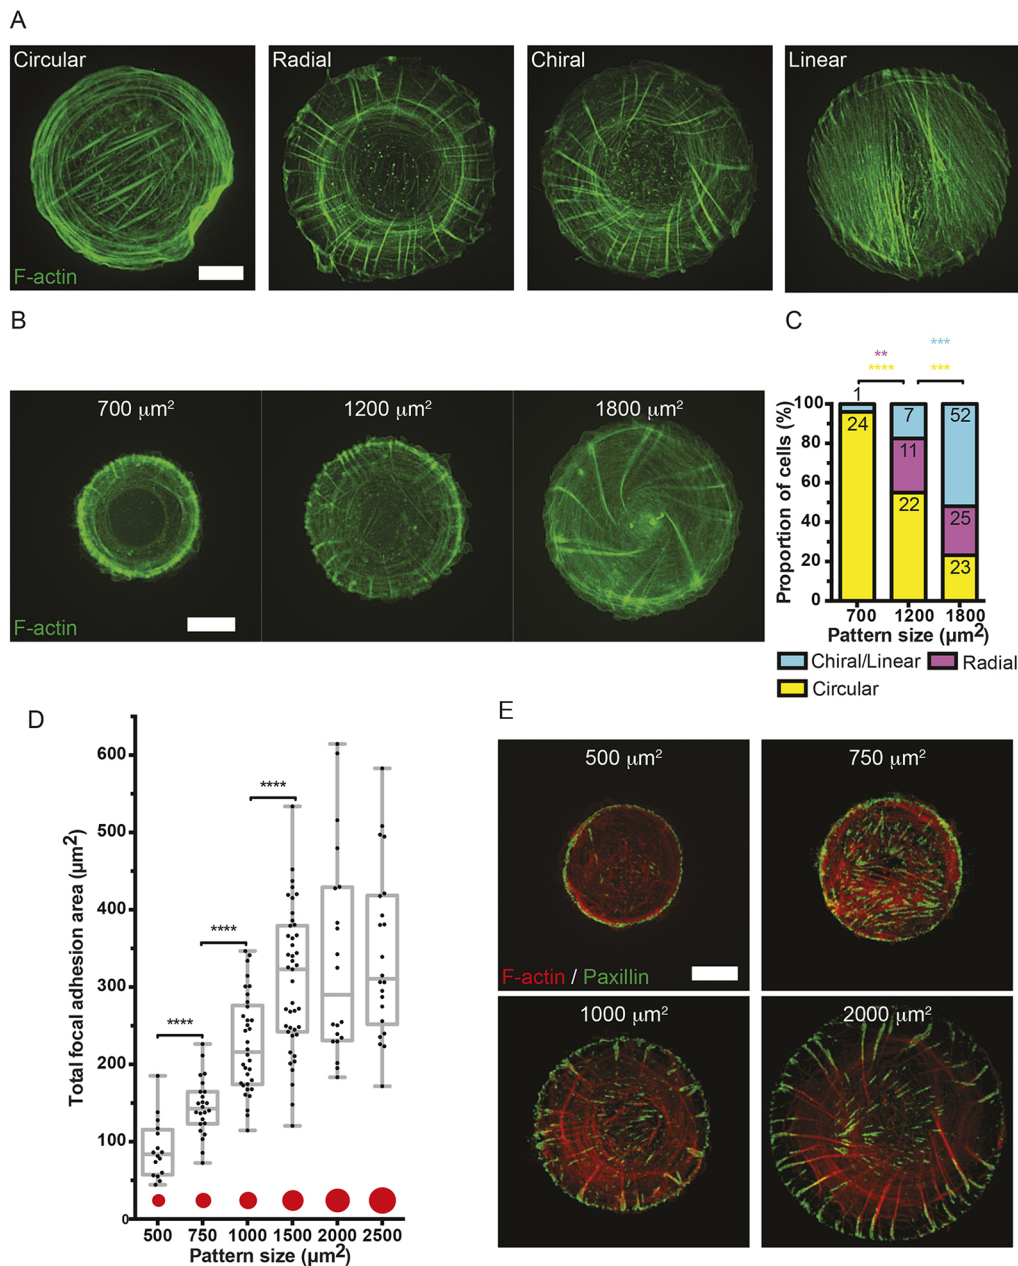 A
Circular
Radial
Chiral
Linear
F-actin
B
700 μm²
1200 μm²
1800 μm²
F-actin
C
***
**
**** ***
Proportion of cells (%)
100
80
60
40
20
0
1
24
7
11
22
52
25
23
700 1200 1800
Pattern size (μm²)
Chiral/Linear Radial
Circular
D
Total focal adhesion area (μm²)
600
500
400
300
200
100
0
****
****
****
500 750 1000 1500 2000 2500
Pattern size (μm²)
E
500 μm²
750 μm²
F-actin / Paxillin
1000 μm²
2000 μm²